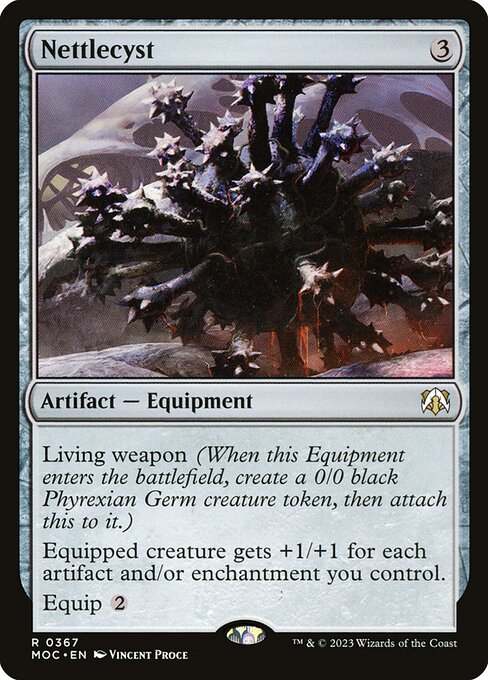 Nettlecyst 3
Artifact — Equipment
Living weapon (When this Equipment
enters the battlefield, create a 0/0 black
Phyrexian Germ creature token, then attach
this to it.)
Equipped creature gets +1/+1 for each
artifact and/or enchantment you control.
Equip 2
R 0367
MOC • EN Vincent Proce
™ & © 2023 Wizards of the Coast